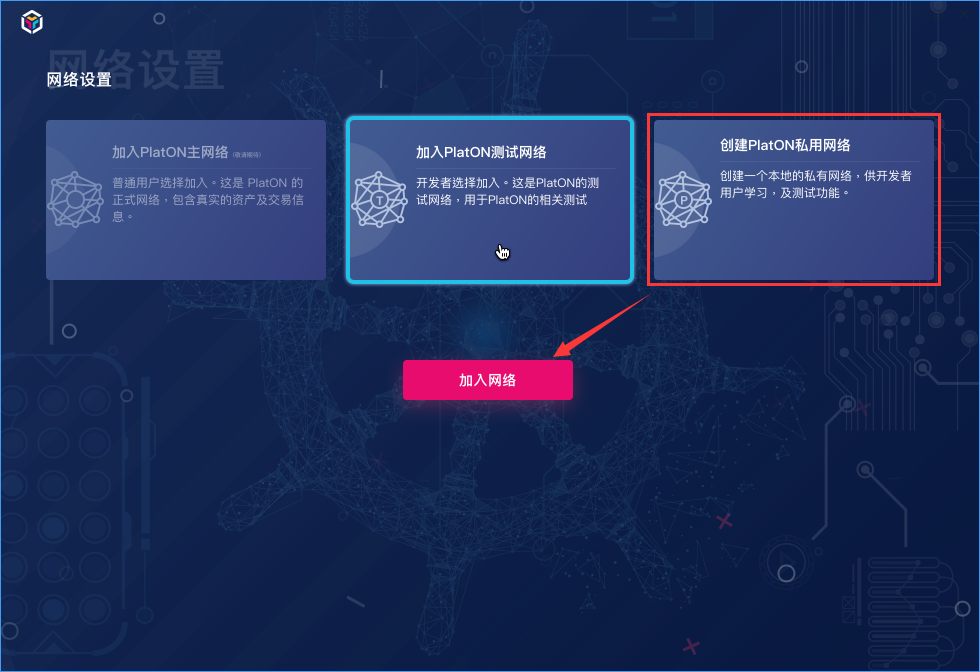 网络设置
网络设置
加入PlatON主网络 (敬请期待)
普通用户选择加入。这是 PlatON 的
正式网络，包含真实的资产及交易信
息。
加入PlatON测试网络
开发者选择加入。这是PlatON的测
试网络，用于PlatON的相关测试
T
创建PlatON私用网络
创建一个本地的私有网络，供开发者
用户学习，及测试功能。
P
加入网络